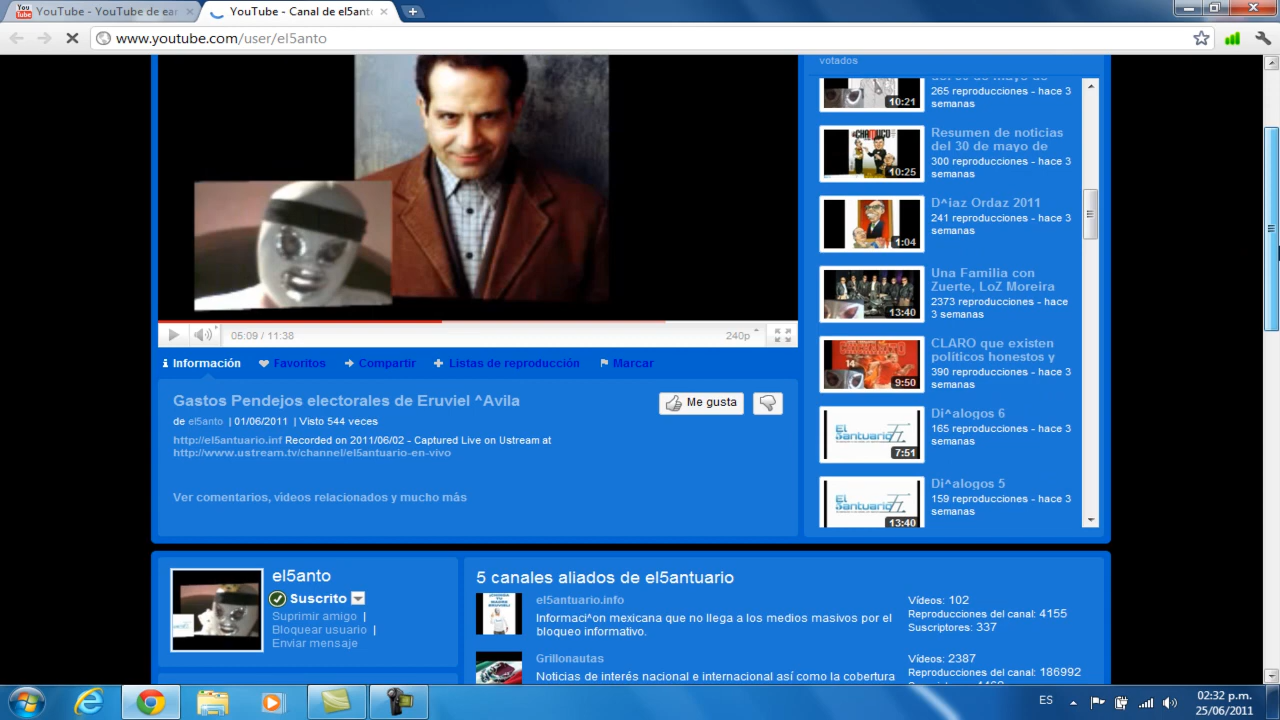 YouTube - YouTube de ear
YouTube - Canal de el5anto
www.youtube.com/user/el5anto
votados
265 reproducciones - hace 3
semanas
10:21
Resumen de noticias
del 30 de mayo de
300 reproducciones - hace 3
semanas
10:25
D^iaz Ordaz 2011
241 reproducciones - hace 3
semanas
1:04
Una Familia con
Zuerte, LoZ Moreira
2373 reproducciones - hace
3 semanas
13:40
CLARO que existen
políticos honestos y
390 reproducciones - hace 3
semanas
9:50
Di^alogos 6
165 reproducciones - hace 3
semanas
El
5antuario
7:51
Di^alogos 5
159 reproducciones - hace 3
semanas
El
5antuario
13:40
05:09 / 11:38
240p
Información
Favoritos
Compartir
Listas de reproducción
Marcar
Gastos Pendejos electorales de Eruviel ^Avila
Me gusta
de el5anto | 01/06/2011 | Visto 544 veces
http://el5antuario.inf Recorded on 2011/06/02 - Captured Live on Ustream at
http://www.ustream.tv/channel/el5antuario-en-vivo
Ver comentarios, vídeos relacionados y mucho más
el5anto
Suscrito
Suprimir amigo |
Bloquear usuario |
Enviar mensaje
5 canales aliados de el5antuario
el5antuario.info
Informaci^on mexicana que no llega a los medios masivos por el
bloqueo informativo.
Vídeos: 102
Reproducciones del canal: 4155
Suscriptores: 337
Grillonautas
Noticias de interés nacional e internacional así como la cobertura
Vídeos: 2387
Reproducciones del canal: 186992
ES
02:32 p.m.
25/06/2011